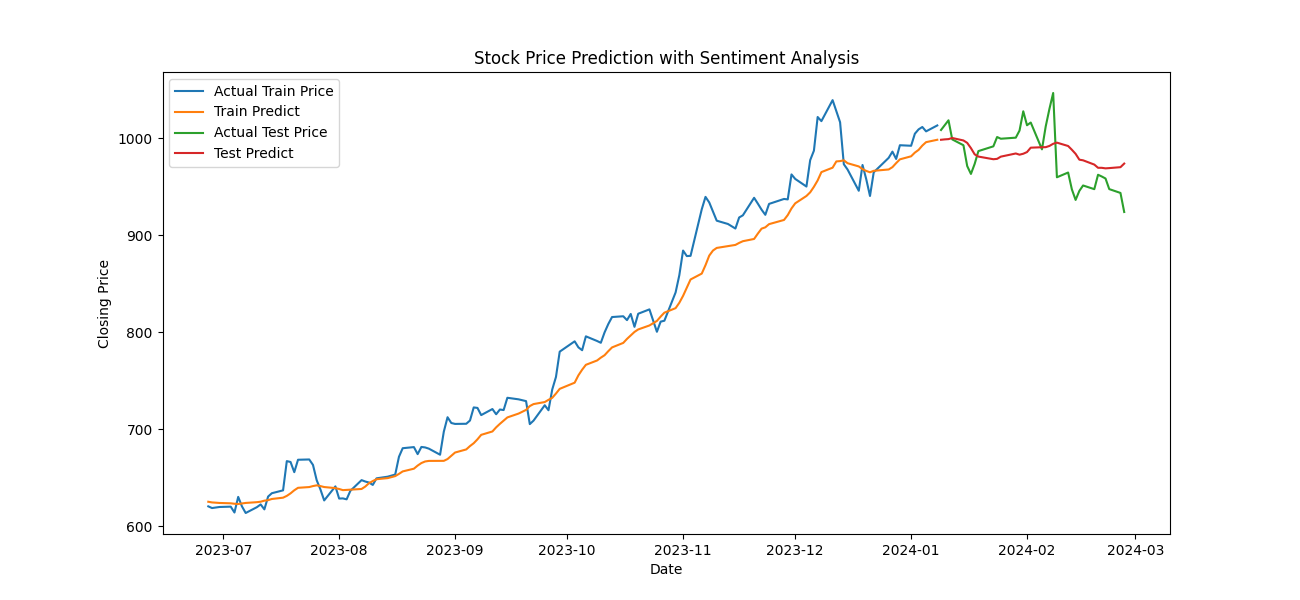 Stock Price Prediction with Sentiment Analysis
Actual Train Price
Train Predict
Actual Test Price
Test Predict
Closing Price
1000
900
800
700
600
2023-07 2023-08 2023-09 2023-10 2023-11 2023-12 2024-01 2024-02 2024-03
Date